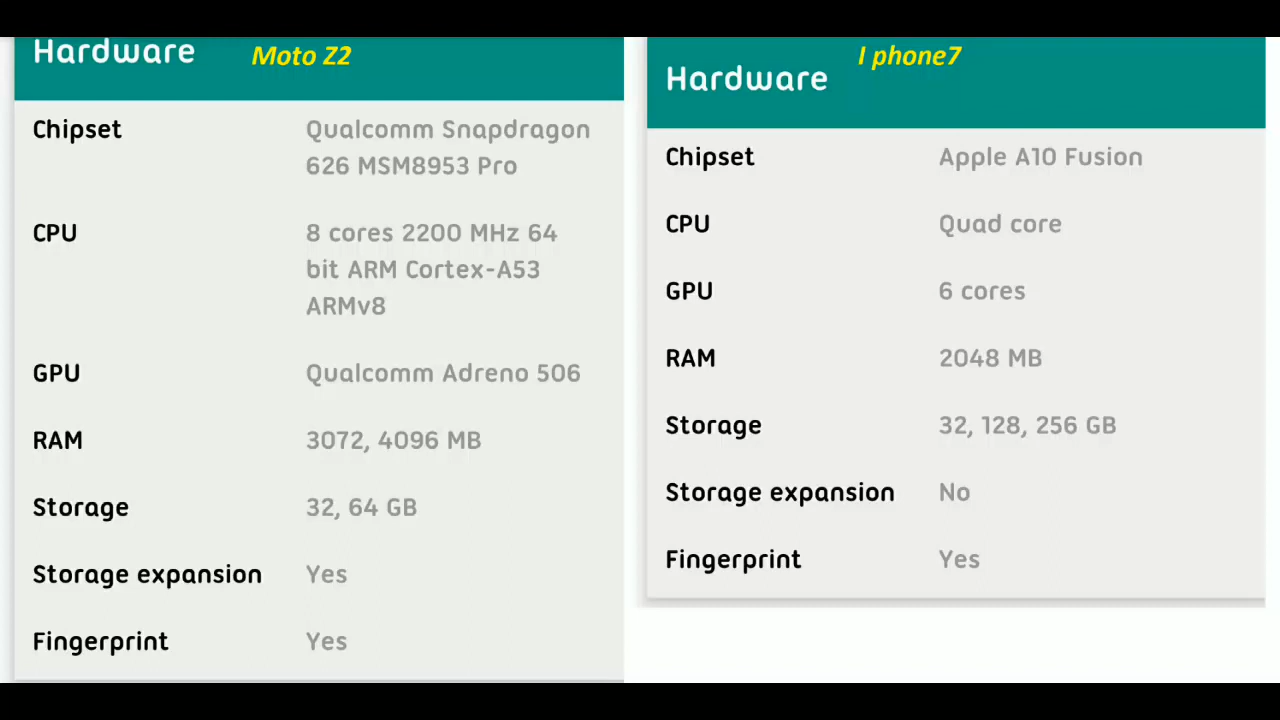 Hardware Moto Z2
Chipset Qualcomm Snapdragon
626 MSM8953 Pro
CPU 8 cores 2200 MHz 64
bit ARM Cortex-A53
ARMv8
GPU Qualcomm Adreno 506
RAM 3072, 4096 MB
Storage 32, 64 GB
Storage expansion Yes
Fingerprint Yes
I phone7
Hardware
Chipset Apple A10 Fusion
CPU Quad core
GPU 6 cores
RAM 2048 MB
Storage 32, 128, 256 GB
Storage expansion No
Fingerprint Yes